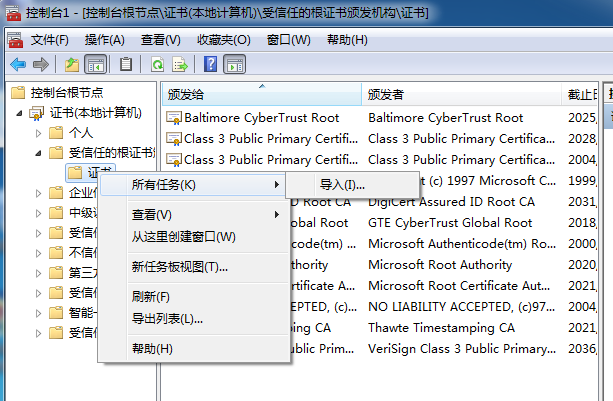 控制台1 - [控制台根节点\证书(本地计算机)\受信任的根证书颁发机构\证书]
文件(F) 操作(A) 查看(V) 收藏夹(O) 窗口(W) 帮助(H)
控制台根节点
证书(本地计算机)
个人
受信任的根证书
证书
企业信
中级证
受信任
不信任
第三方
受信任
智能卡
受信任
所有任务(K)
导入(I)...
查看(V)
从这里创建窗口(W)
新任务板视图(T)...
刷新(F)
导出列表(L)...
帮助(H)
颁发给 颁发者 截止日
Baltimore CyberTrust Root Baltimore CyberTrust Root 2025,
Class 3 Public Primary Certifi... Class 3 Public Primary Certifica... 2028,
Class 3 Public Primary Certifi... Class 3 Public Primary Certifica... 2004,
t (c) 1997 Microsoft C... 1999,
ID Root CA DigiCert Assured ID Root CA 2031,
bal Root GTE CyberTrust Global Root 2018,
code(tm) ... Microsoft Authenticode(tm) Ro... 2000,
thority Microsoft Root Authority 2020,
tificate A... Microsoft Root Certificate Aut... 2021,
EPTED, (c)... NO LIABILITY ACCEPTED, (c)97... 2004,
ng CA Thawte Timestamping CA 2021,
blic Prim... VeriSign Class 3 Public Primary... 2036,